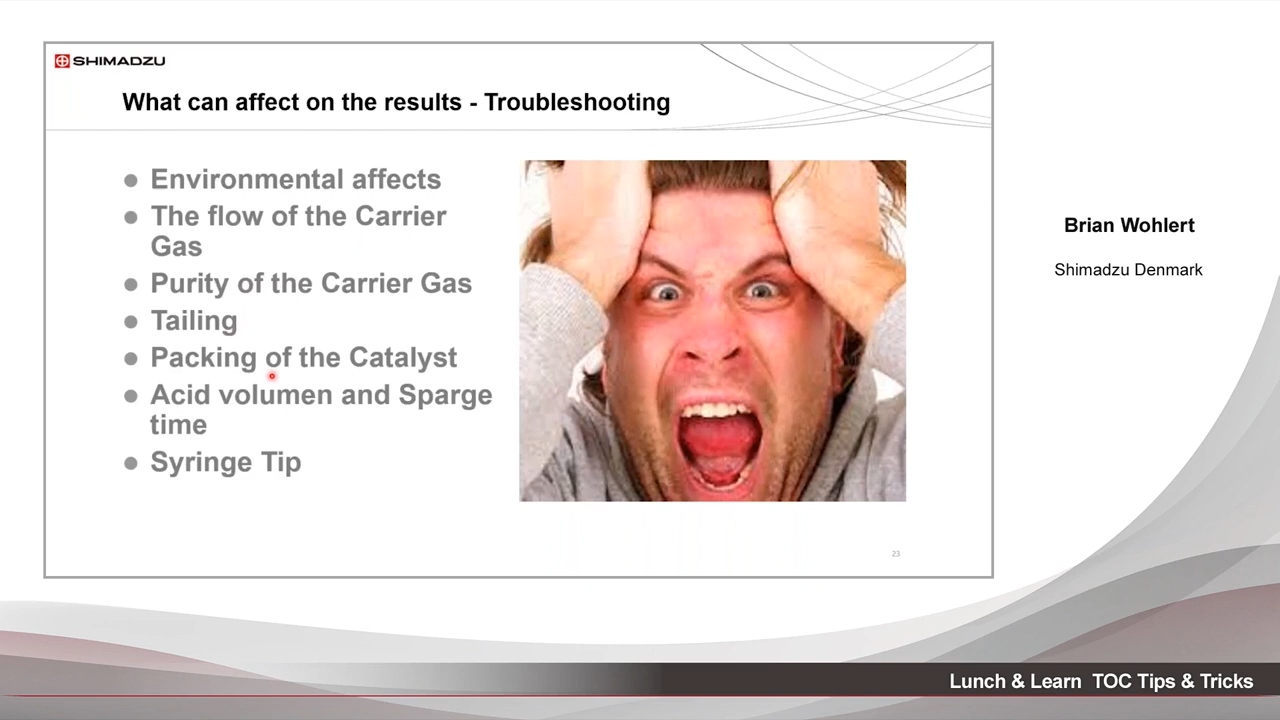 SHIMADZU
What can affect on the results - Troubleshooting
● Environmental affects
● The flow of the Carrier
Gas
● Purity of the Carrier Gas
● Tailing
● Packing of the Catalyst
● Acid volumen and Sparge
time
● Syringe Tip
23
Brian Wohlert
Shimadzu Denmark
Lunch & Learn TOC Tips & Tricks